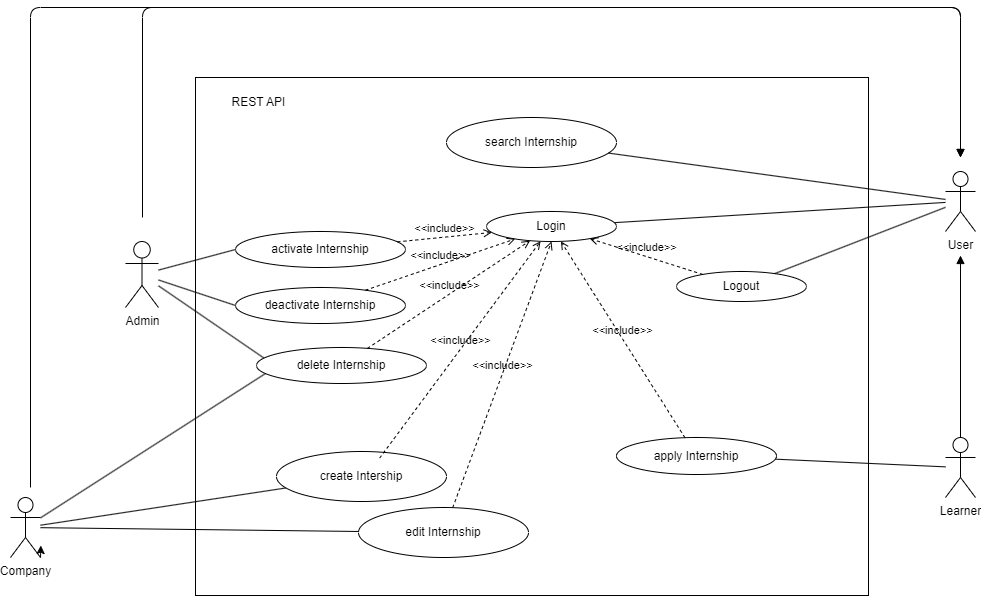 REST API
search Internship
Login
<<include>>
activate Internship
<<include>>
<<include>>
User
<<include>>
Logout
deactivate Internship
Admin
<<include>>
<<include>>
<<include>>
delete Internship
apply Internship
create Intership
Learner
edit Internship
Company